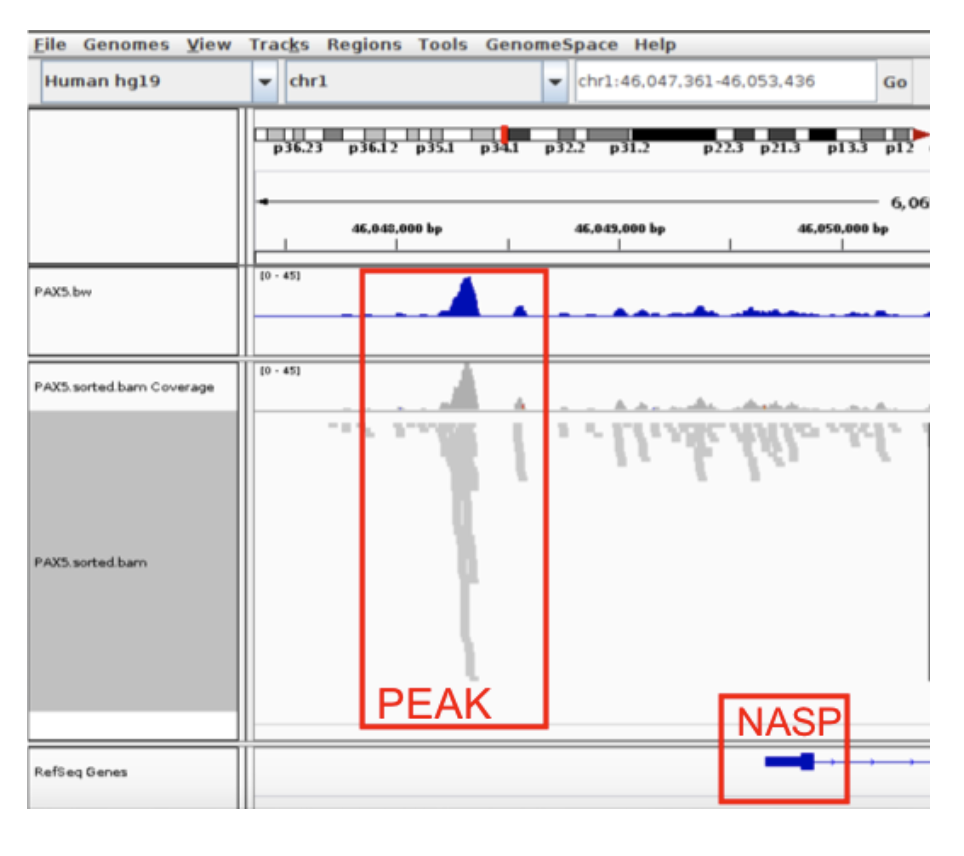 File Genomes View Tracks Regions Tools GenomeSpace Help
Human hg19 chr1 chr1:46,047,361-46,053,436 Go
p36.23 p36.12 p35.1 p34.1 p32.2 p31.2 p22.3 p21.3 p13.3 p12
6,06
46,048,000 bp 46,049,000 bp 46,050,000 bp
[0 - 45]
PAX5.bw
[0 - 45]
PAX5.sorted.bam Coverage
PAX5.sorted.bam
PEAK
NASP
RefSeq Genes